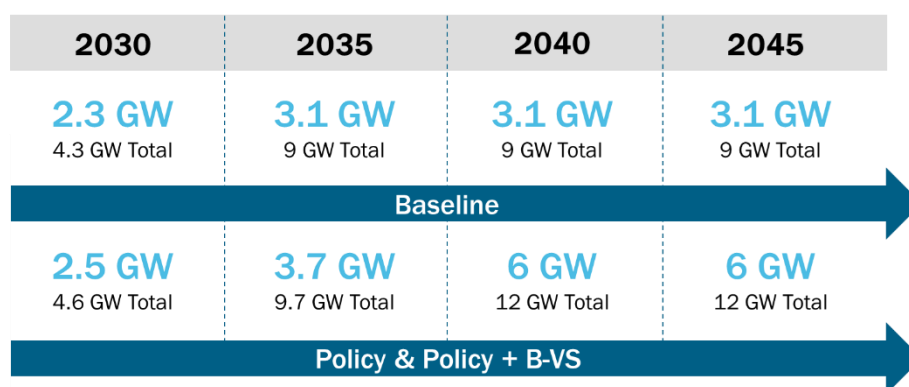 2030 2035 2040 2045
2.3 GW 3.1 GW 3.1 GW 3.1 GW
4.3 GW Total 9 GW Total 9 GW Total 9 GW Total
Baseline
2.5 GW 3.7 GW 6 GW 6 GW
4.6 GW Total 9.7 GW Total 12 GW Total 12 GW Total
Policy & Policy + B-VS